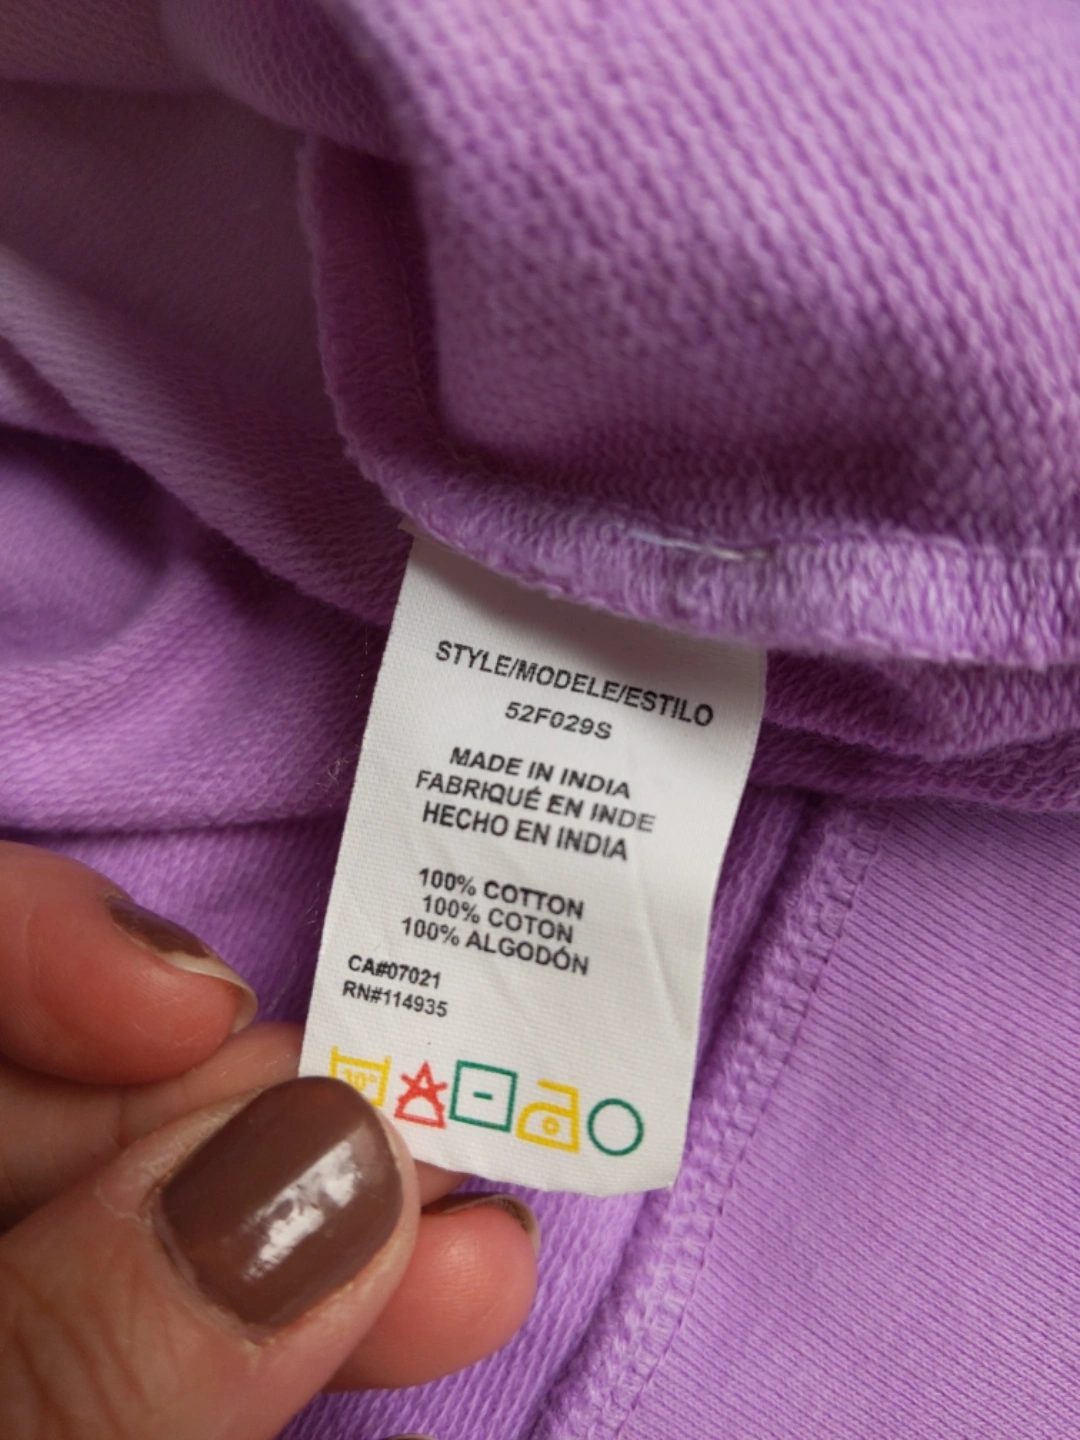 STYLE/MODELE/ESTILO
52F029S
MADE IN INDIA
FABRIQUÉ EN INDE
HECHO EN INDIA
100% COTTON
100% COTON
100% ALGODÓN
CA#07021
RN#114935